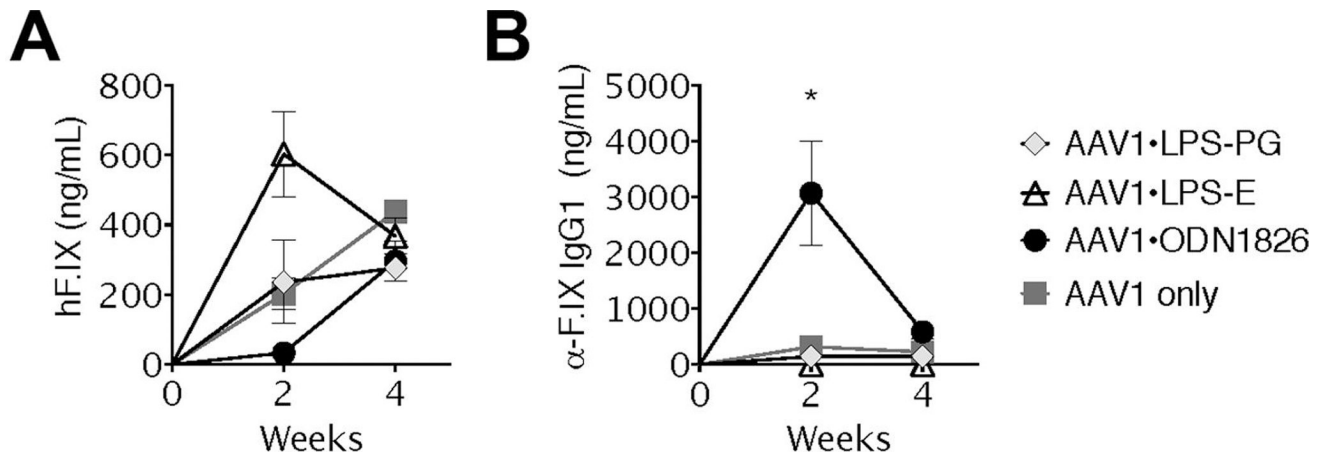 A
hF.IX (ng/mL)
800
600
400
200
0
0 2 4
Weeks
B
α-F.IX IgG1 (ng/mL)
5000
4000
3000
2000
1000
0
*
0 2 4
Weeks
AAV1•LPS-PG
AAV1•LPS-E
AAV1•ODN1826
AAV1 only